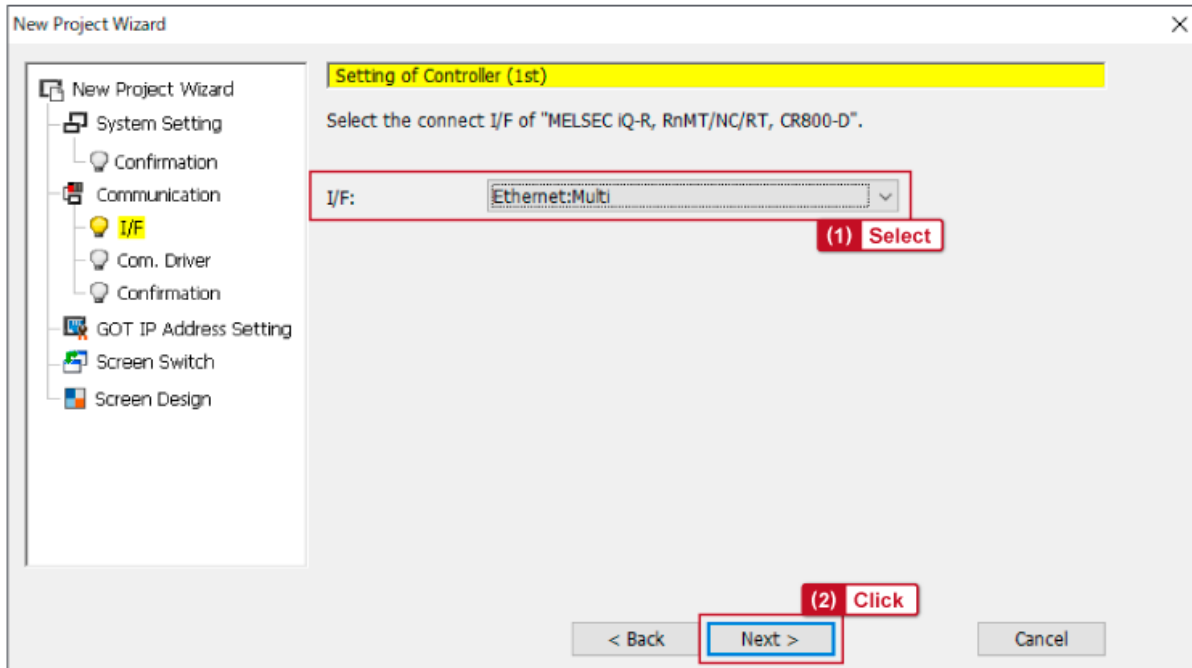 New Project Wizard
New Project Wizard
System Setting
Confirmation
Communication
I/F
Com. Driver
Confirmation
GOT IP Address Setting
Screen Switch
Screen Design
Setting of Controller (1st)
Select the connect I/F of "MELSEC iQ-R, RnMT/NC/RT, CR800-D".
I/F: Ethernet:Multi
(1) Select
(2) Click
< Back Next > Cancel